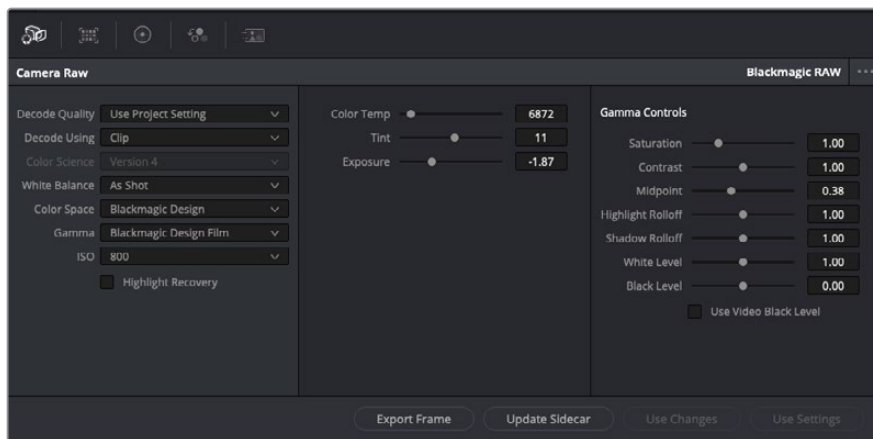 Camera Raw
Blackmagic RAW
Decode Quality Use Project Setting
Decode Using Clip
Color Science Version 4
White Balance As Shot
Color Space Blackmagic Design
Gamma Blackmagic Design Film
ISO 800
Highlight Recovery
Color Temp 6872
Tint 11
Exposure -1.87
Gamma Controls
Saturation 1.00
Contrast 1.00
Midpoint 0.38
Highlight Rolloff 1.00
Shadow Rolloff 1.00
White Level 1.00
Black Level 0.00
Use Video Black Level
Export Frame Update Sidecar Use Changes Use Settings